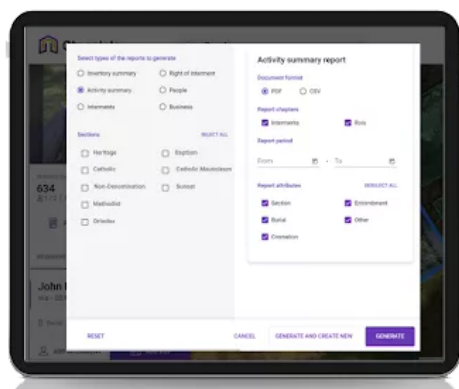 Select types of the reports to generate
Inventory summary
Right of Interment
Activity summary
People
Interments
Business
Sections
SELECT ALL
Heritage
Baptism
Catholic
Catholic Mausoleum
Non-Denomination
Sunset
Methodist
Activity summary report
Document format
PDF
CSV
Report chapters
Interments
Rois
Report period
From
- To
Report attributes
DESELECT ALL
Section
Entombment
Burial
Other
Cremation
634
John
RESET
CANCEL
GENERATE AND CREATE NEW
GENERATE